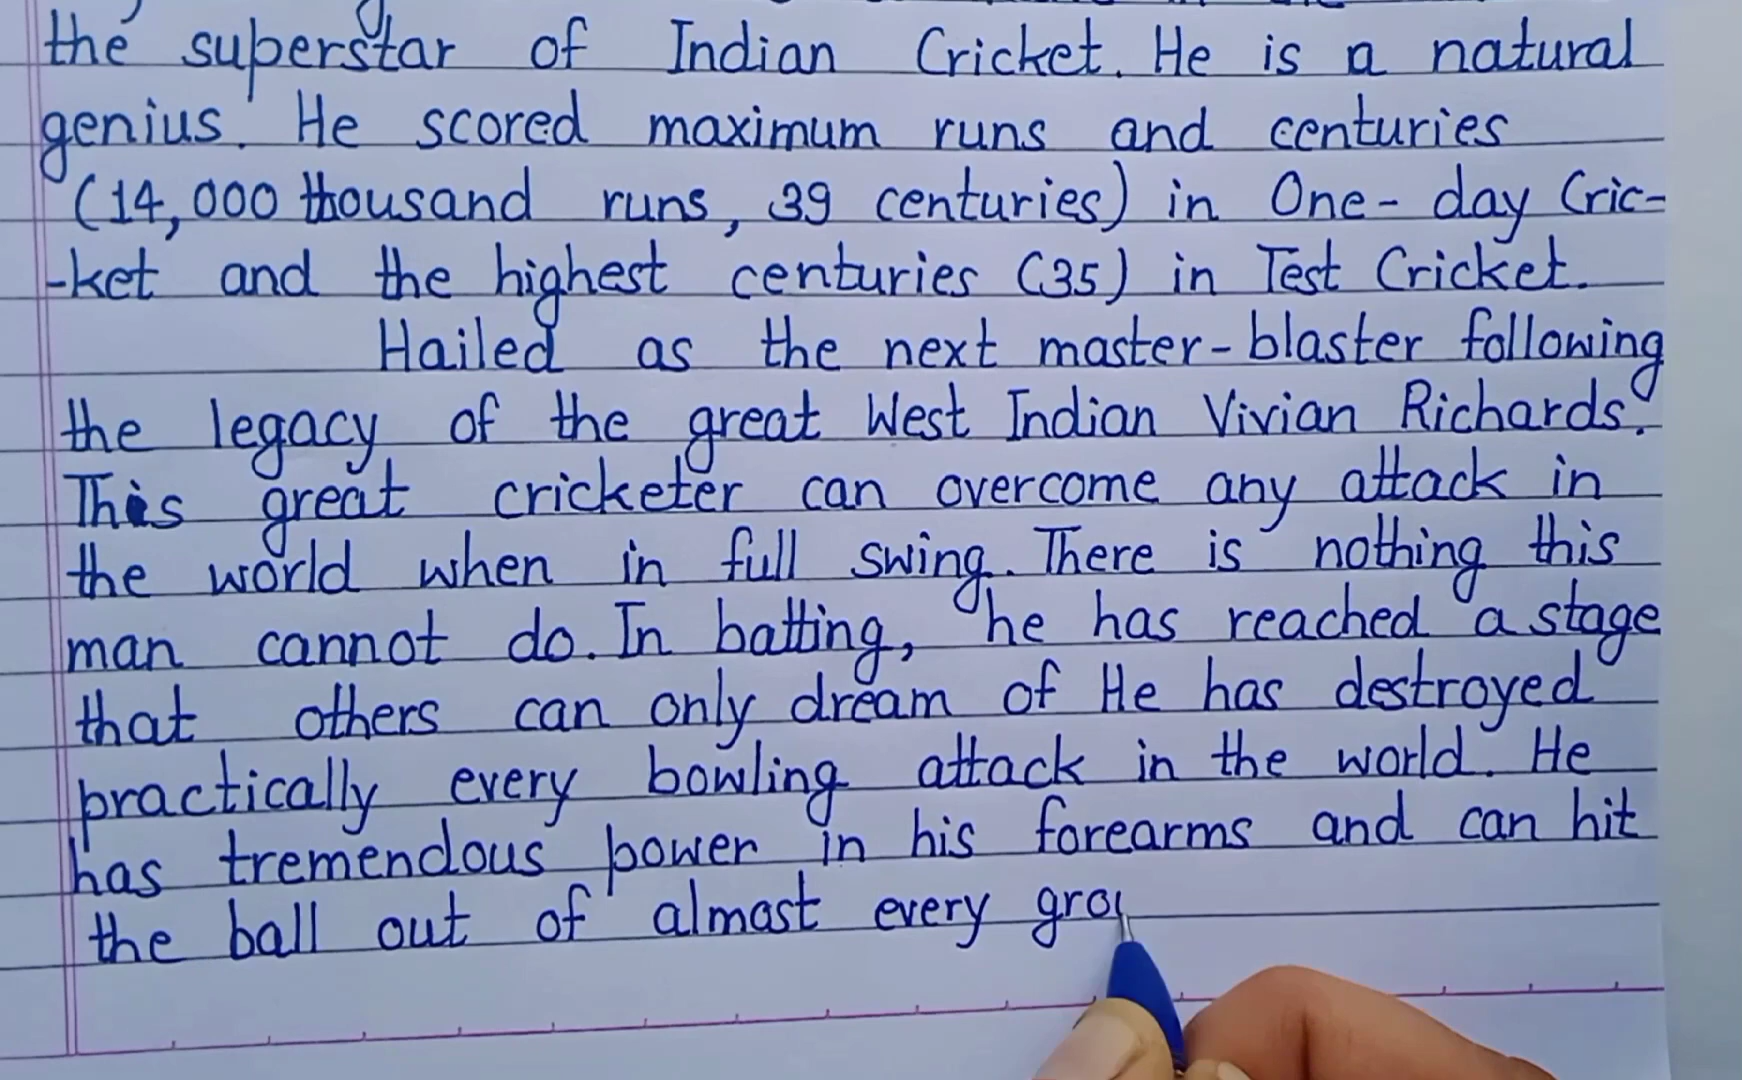 the superstar of Indian Cricket. He is a natural
genius. He scored maximum runs and centuries
(14,000 thousand runs, 39 centuries) in One-day Cric-
-ket and the highest centuries (35) in Test Cricket.
Hailed as the next master-blaster following
the legacy of the great West Indian Vivian Richards.
This great cricketer can overcome any attack in
the world when in full swing. There is nothing this
man cannot do. In batting, he has reached a stage
that others can only dream of He has destroyed
practically every bowling attack in the world. He
has tremendous power in his forearms and can hit
the ball out of almost every gro